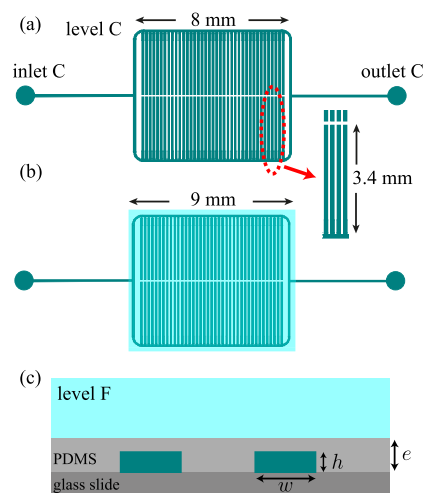 (a)
level C
8 mm
inlet C
outlet C
3.4 mm
(b)
9 mm
(c)
level F
PDMS
h
e
w
glass slide